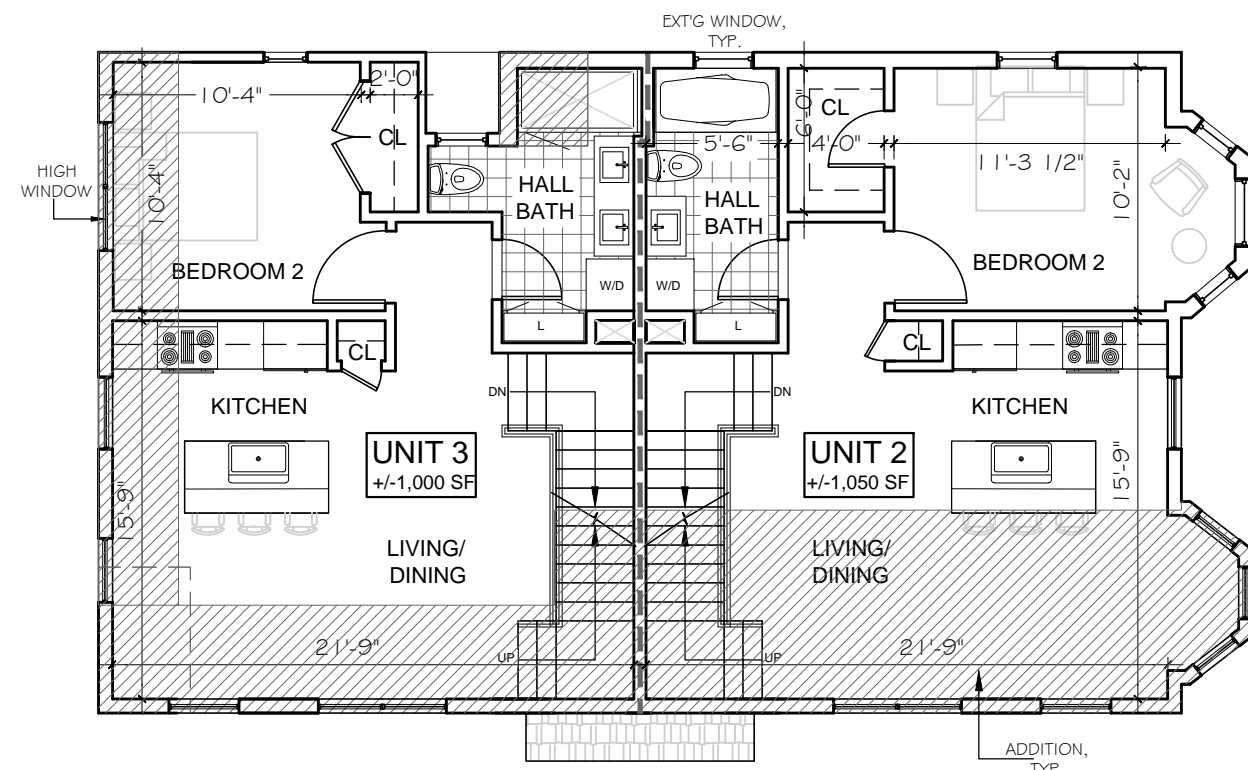 EXT'G WINDOW,
TYP.
2'-0"
10'-4"
CL
CL
6'-0"
5'-6"
4'-0"
11'-3 1/2"
HIGH
WINDOW
10'-4"
HALL
BATH
HALL
BATH
10'-2"
BEDROOM 2
BEDROOM 2
W/D
W/D
L
L
CL
CL
DN
DN
KITCHEN
KITCHEN
UNIT 3
+/-1,000 SF
UNIT 2
+/-1,050 SF
15'-9"
15'-9"
LIVING/
DINING
LIVING/
DINING
21'-9"
UP
UP
21'-9"
ADDITION,
TYP.